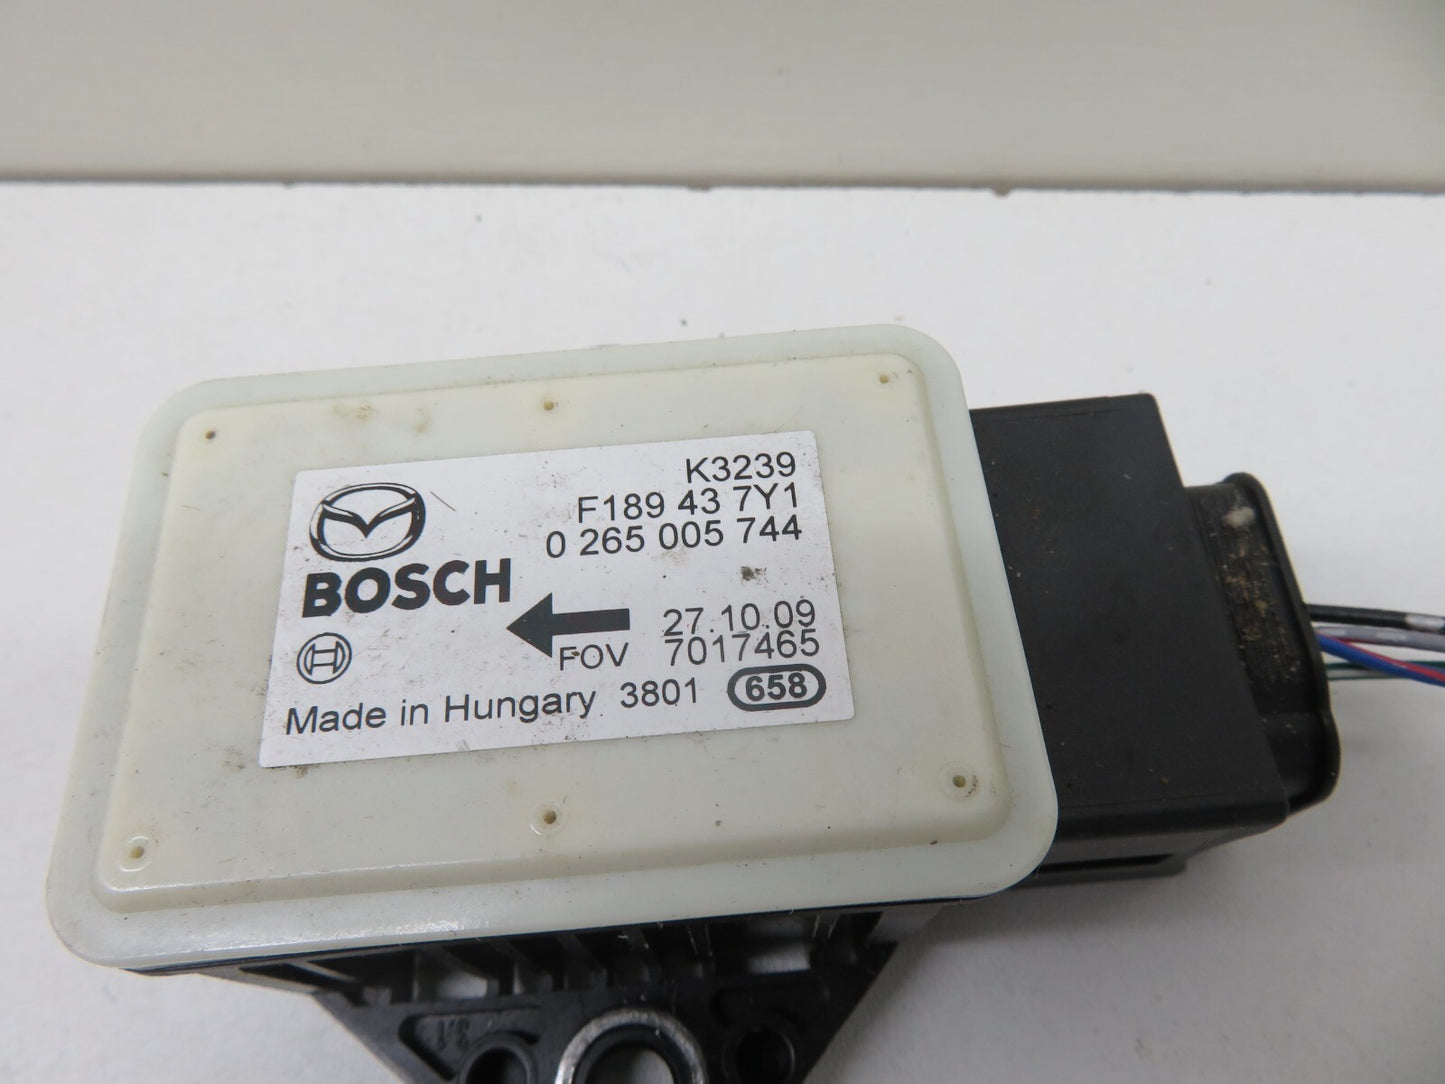 K3239
F189 43 7Y1
0 265 005 744
BOSCH
27.10.09
FOV 7017465
Made in Hungary 3801 658